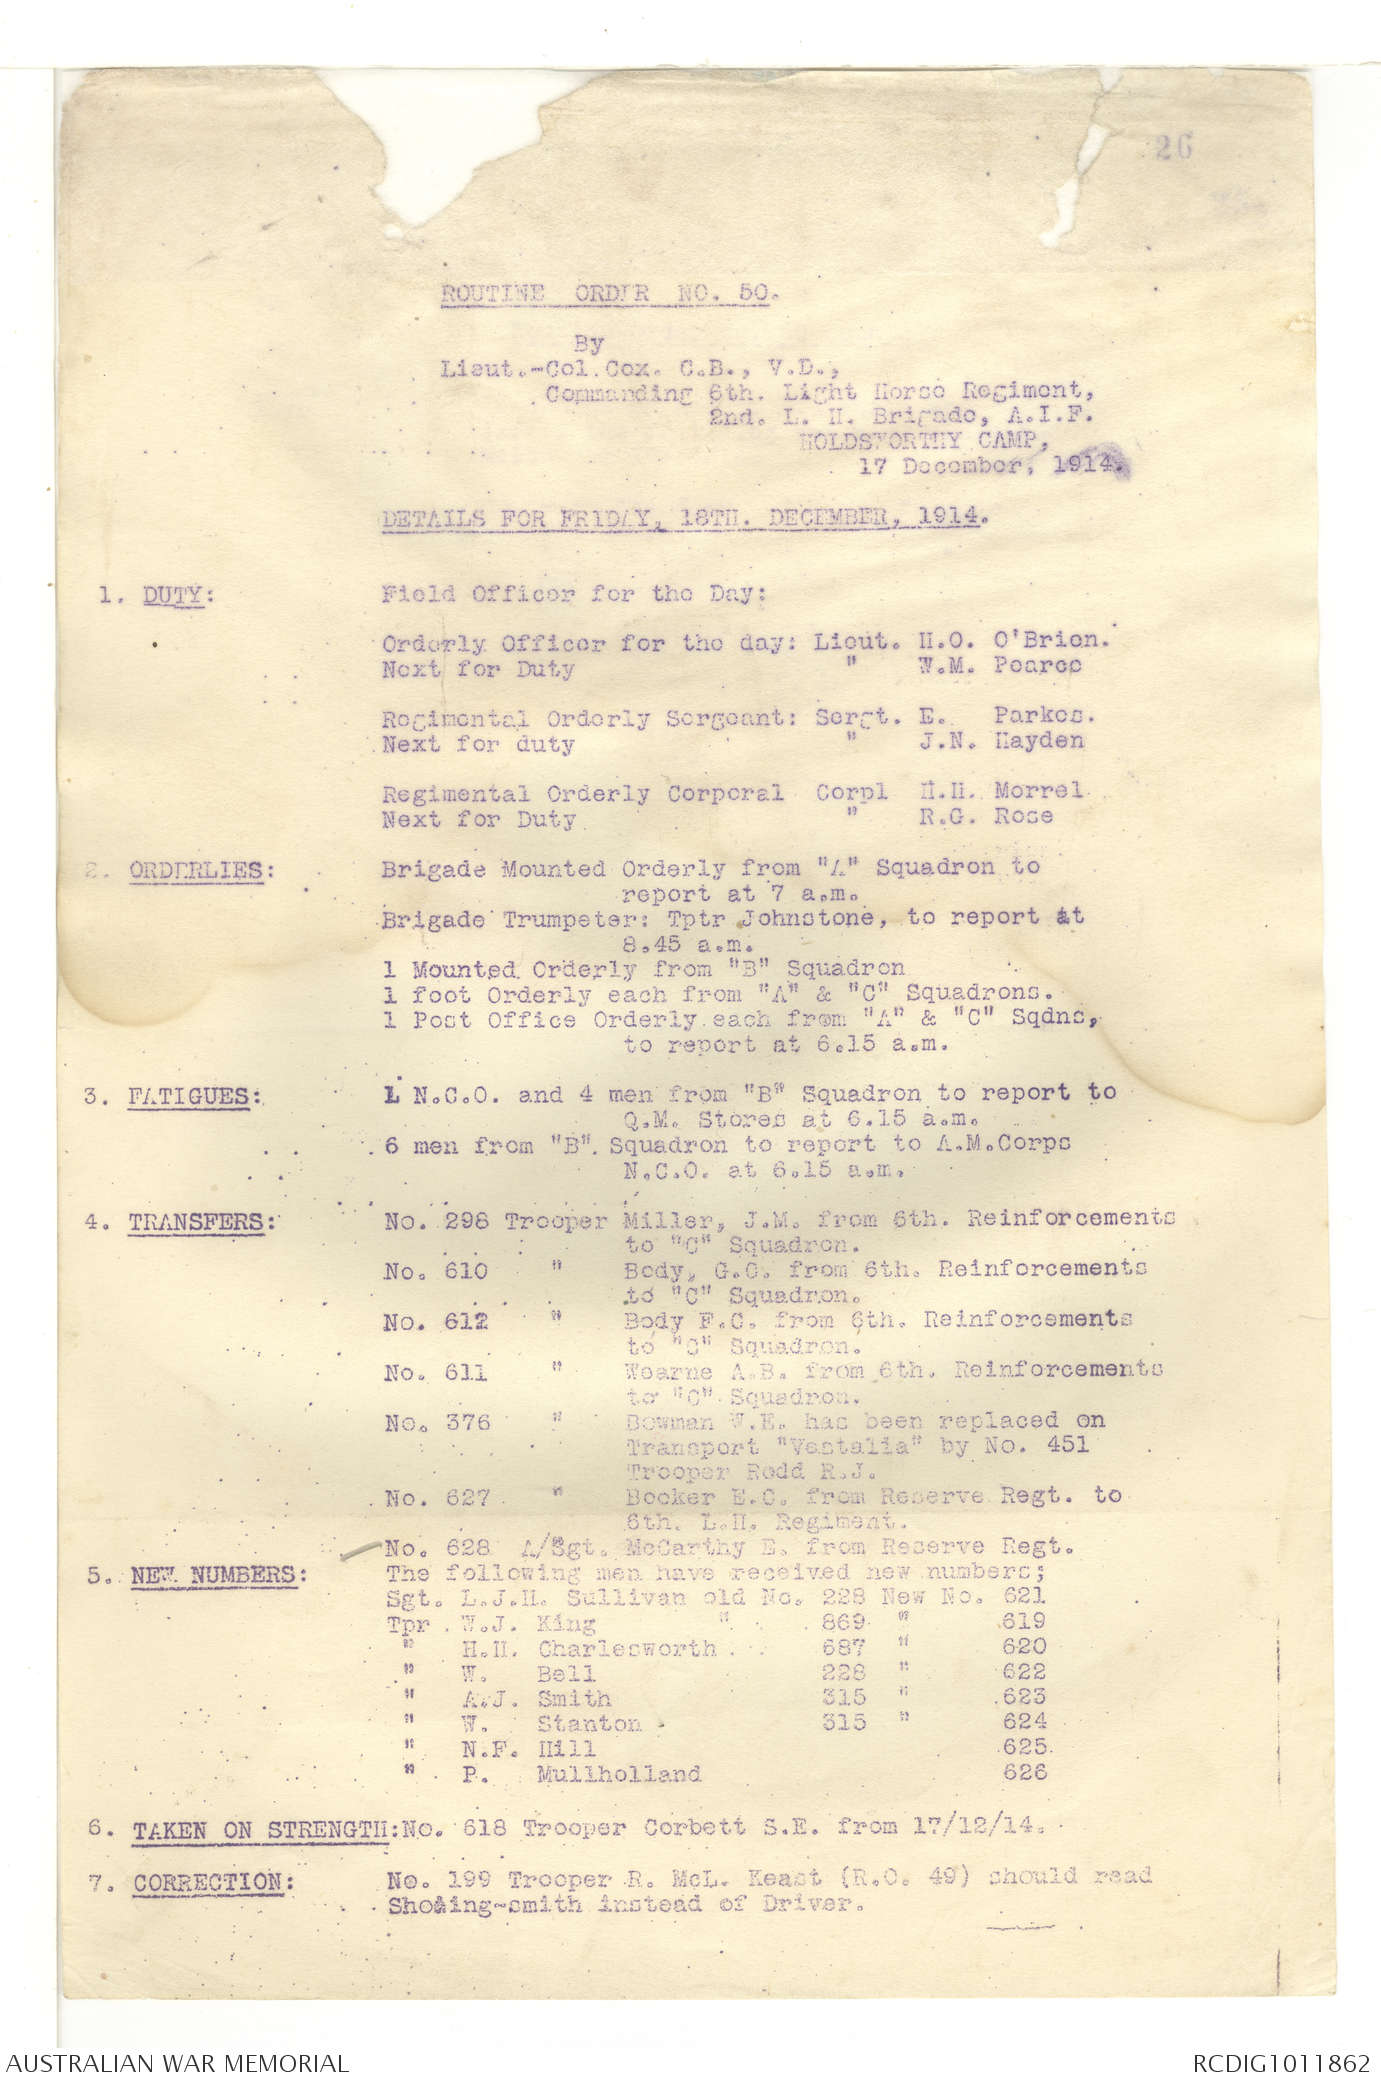 26
ROUTINE ORDER NO. 50.
By
Lieut.-Col.Cox. C.B., V.D.,
Commanding 6th. Light Horse Regiment,
2nd. L. H. Brigade, A.I.F.
HOLDSWORTHY CAMP,
17 December, 1914.
DETAILS FOR FRIDAY, 18TH. DECEMBER, 1914.
1. DUTY: Field Officer for the Day:
Orderly Officer for the day: Lieut. H.O. O'Brien.
Next for Duty " W.M. Pearce
Regimental Orderly Sergeant: Sergt. E. Parkes.
Next for duty " J.N. Hayden
Regimental Orderly Corporal Corpl H.H. Morrel
Next for Duty " R.G. Rose
2. ORDERLIES: Brigade Mounted Orderly from "A" Squadron to
report at 7 a.m.
Brigade Trumpeter: Tptr Johnstone, to report at
8.45 a.m.
1 Mounted Orderly from "B" Squadron
1 foot Orderly each from "A" & "C" Squadrons.
1 Post Office Orderly each from "A" & "C" Sqdns,
to report at 6.15 a.m.
3. FATIGUES: 1 N.C.O. and 4 men from "B" Squadron to report to
Q.M. Stores at 6.15 a.m.
6 men from "B" Squadron to report to A.M.Corps
N.C.O. at 6.15 a.m.
4. TRANSFERS: No. 298 Trooper Miller, J.M. from 6th. Reinforcements
to "C" Squadron.
No. 610 " Body, G.C. from 6th. Reinforcements
to "C" Squadron.
No. 612 " Body F.C. from 6th. Reinforcements
to "C" Squadron.
No. 611 " Wearne A.B. from 6th. Reinforcements
to "C" Squadron.
No. 376 " Bowman W.E. has been replaced on
Transport "Vestalia" by No. 451
Trooper Redd R.J.
No. 627 " Booker E.C. from Reserve Regt. to
6th. L.H. Regiment.
No. 628 A/Sgt. McCarthy E. from Reserve Regt.
5. NEW NUMBERS: The following men have received new numbers;
Sgt. L.J.H. Sullivan old No. 228 New No. 621
Tpr W.J. King " 869 " 619
" H.H. Charlesworth 687 " 620
" W. Bell 228 " 622
" A.J. Smith 315 " 623
" W. Stanton 315 " 624
" N.F. Hill 625
" P. Mullholland 626
6. TAKEN ON STRENGTH:No. 618 Trooper Corbett S.E. from 17/12/14.
7. CORRECTION: No. 199 Trooper R. McL. Keast (R.O. 49) should read
Shoeing-smith instead of Driver.
AUSTRALIAN WAR MEMORIAL
RCDIG1011862